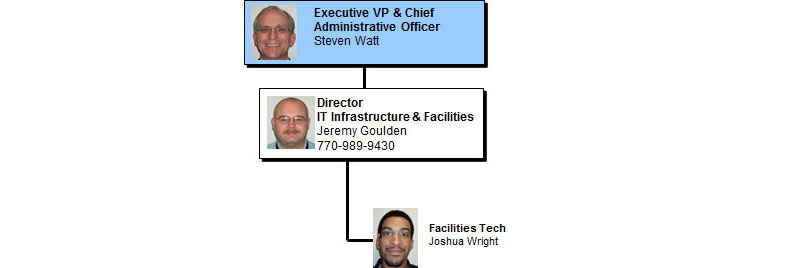 Executive VP & Chief
Administrative Officer
Steven Watt
Director
IT Infrastructure & Facilities
Jeremy Goulden
770-989-9430
Facilities Tech
Joshua Wright